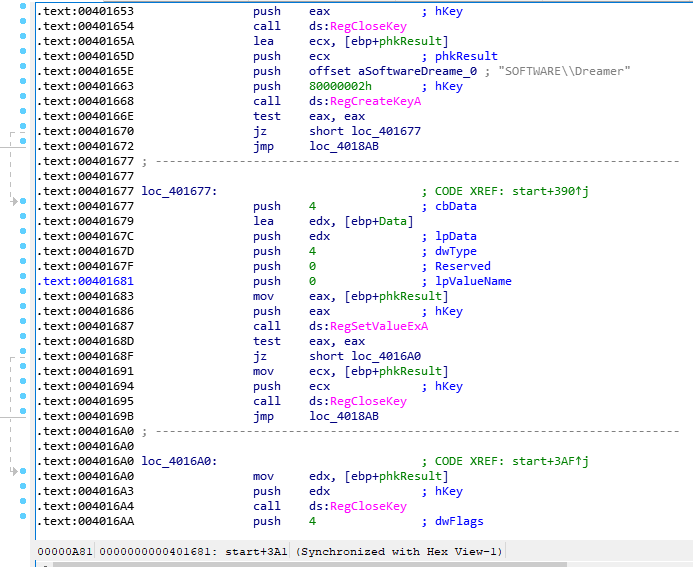 .text:00401653 push eax ; hKey
.text:00401654 call ds:RegCloseKey
.text:0040165A lea ecx, [ebp+phkResult]
.text:0040165D push ecx ; phkResult
.text:0040165E push offset aSoftwareDreame_0 ; "SOFTWARE\\Dreamer"
.text:00401663 push 80000002h ; hKey
.text:00401668 call ds:RegCreateKeyA
.text:0040166E test eax, eax
.text:00401670 jz short loc_401677
.text:00401672 jmp loc_4018AB
.text:00401677 ; ---------------------------------------------------------------------------
.text:00401677
.text:00401677 loc_401677: ; CODE XREF: start+390↑j
.text:00401677 push 4 ; cbData
.text:00401679 lea edx, [ebp+Data]
.text:0040167C push edx ; lpData
.text:0040167D push 4 ; dwType
.text:0040167F push 0 ; Reserved
.text:00401681 push 0 ; lpValueName
.text:00401683 mov eax, [ebp+phkResult]
.text:00401686 push eax ; hKey
.text:00401687 call ds:RegSetValueExA
.text:0040168D test eax, eax
.text:0040168F jz short loc_4016A0
.text:00401691 mov ecx, [ebp+phkResult]
.text:00401694 push ecx ; hKey
.text:00401695 call ds:RegCloseKey
.text:0040169B jmp loc_4018AB
.text:004016A0 ; ---------------------------------------------------------------------------
.text:004016A0
.text:004016A0 loc_4016A0: ; CODE XREF: start+3AF↑j
.text:004016A0 mov edx, [ebp+phkResult]
.text:004016A3 push edx ; hKey
.text:004016A4 call ds:RegCloseKey
.text:004016AA push 4 ; dwFlags
00000A81 0000000000401681: start+3A1 (Synchronized with Hex View-1)